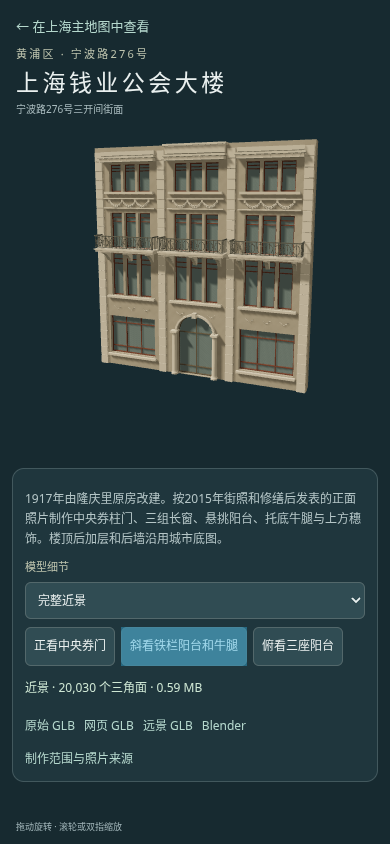 ← 在上海主地图中查看
黄浦区 · 宁波路276号
上海钱业公会大楼
宁波路276号三开间街面
1917年由隆庆里原房改建。按2015年街照和修缮后发表的正面
照片制作中央券柱门、三组长窗、悬挑阳台、托底牛腿与上方穗
饰。楼顶后加层和后墙沿用城市底图。
模型细节
完整近景
正看中央券门 斜看铁栏阳台和牛腿 俯看三座阳台
近景 · 20,030 个三角面 · 0.59 MB
原始 GLB 网页 GLB 远景 GLB Blender
制作范围与照片来源
拖动旋转 · 滚轮或双指缩放